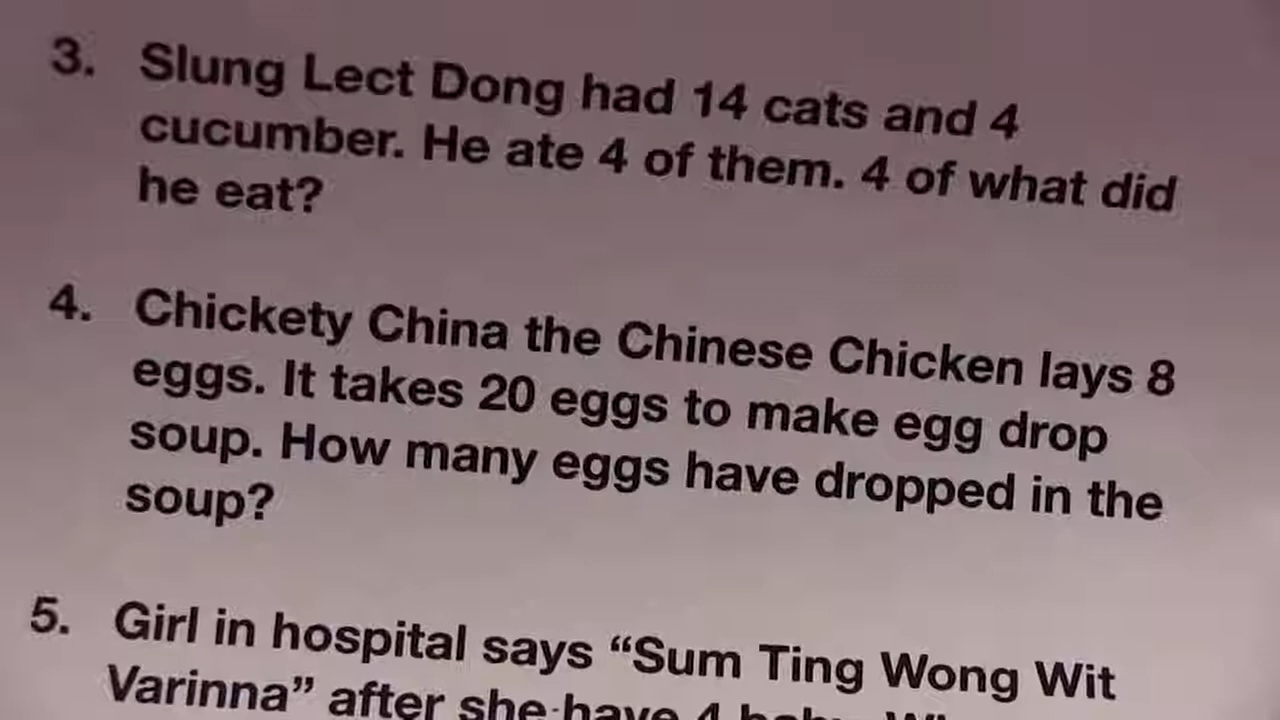 3. Slung Lect Dong had 14 cats and 4
cucumber. He ate 4 of them. 4 of what did
he eat?
4. Chickety China the Chinese Chicken lays 8
eggs. It takes 20 eggs to make egg drop
soup. How many eggs have dropped in the
soup?
5. Girl in hospital says “Sum Ting Wong Wit
Varinna” after she have 4